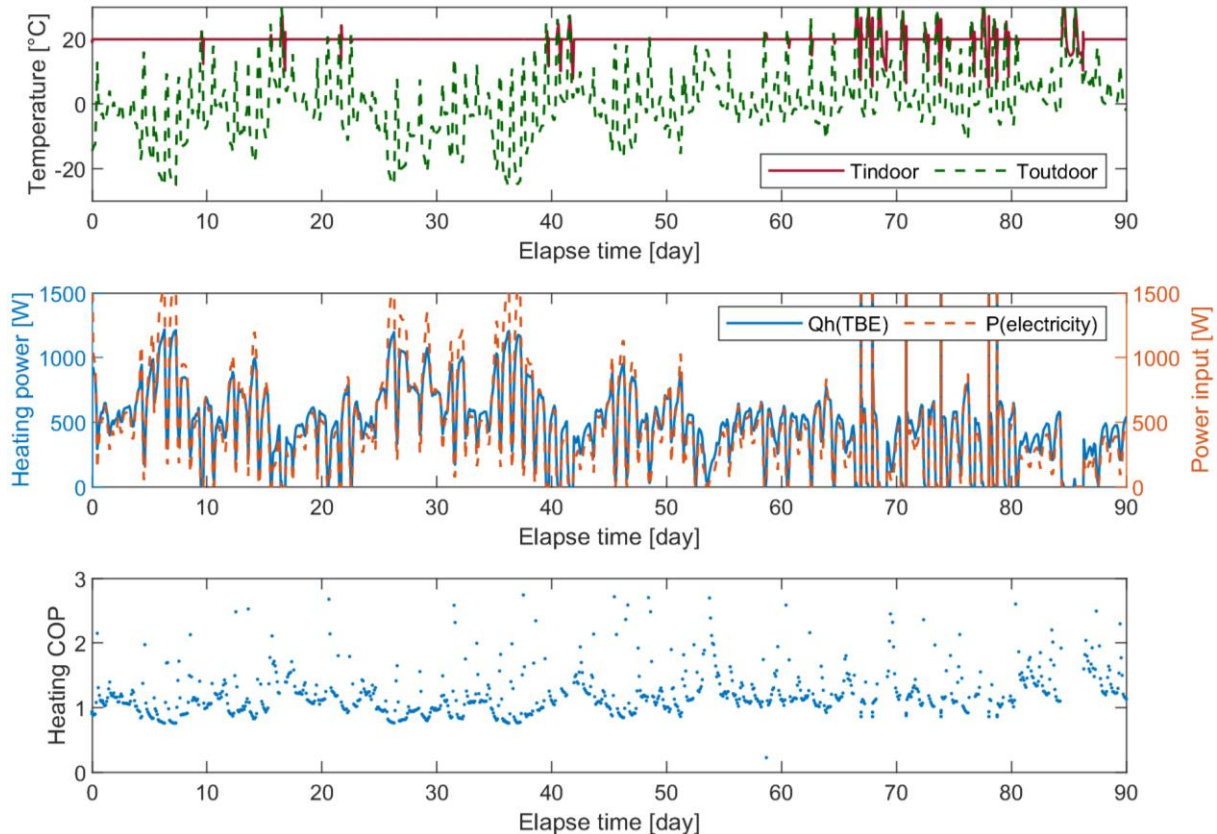 20
0
-20
Temperature [°C]
Tindoor
Toutdoor
0 10 20 30 40 50 60 70 80 90
Elapse time [day]
1500 1500
1000 1000
500 500
0 0
Heating power [W]
Power input [W]
Qh(TBE)
P(electricity)
0 10 20 30 40 50 60 70 80 90
Elapse time [day]
3
2
1
0
Heating COP
0 10 20 30 40 50 60 70 80 90
Elapse time [day]